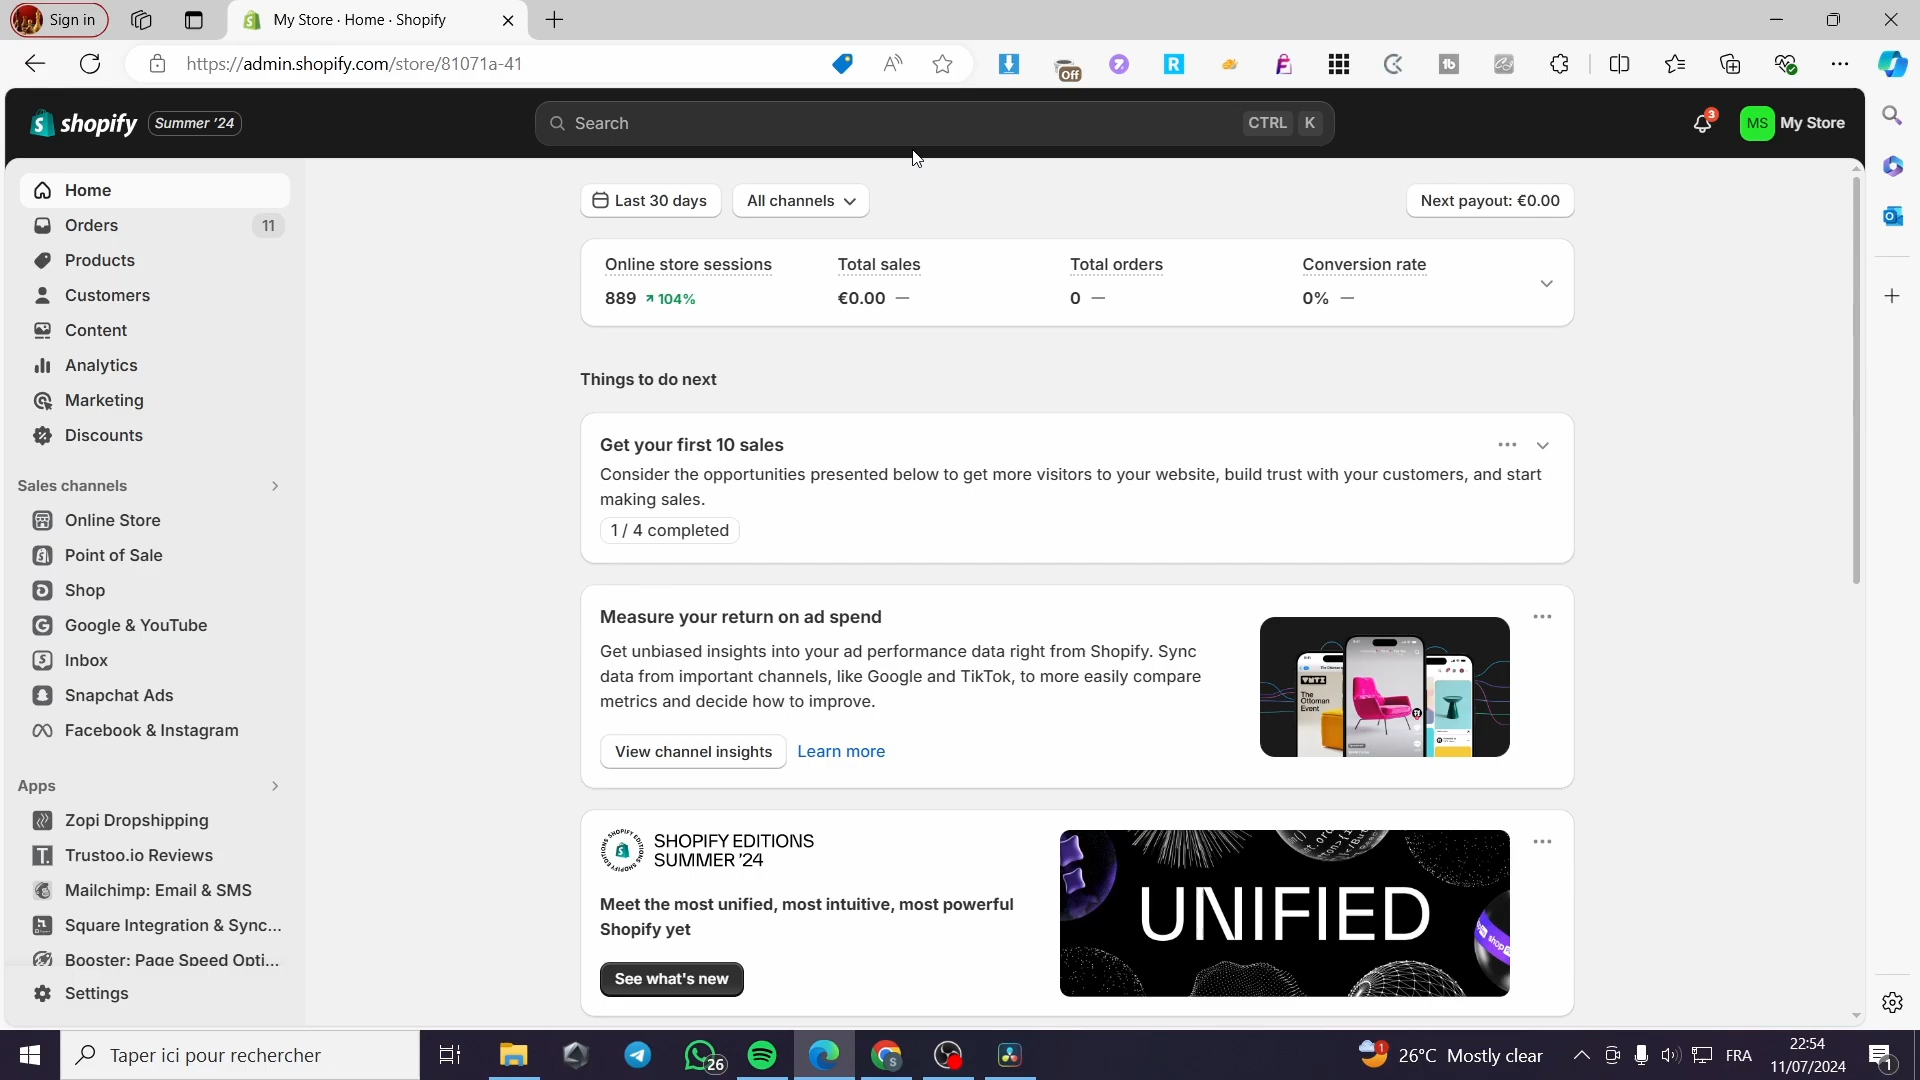 Sign in
My Store · Home · Shopify
https://admin.shopify.com/store/81071a-41
Off
shopify
Summer '24
Search
CTRL K
3
MS My Store
Home
Orders 11
Products
Customers
Content
Analytics
Marketing
Discounts
Sales channels
Online Store
Point of Sale
Shop
Google & YouTube
Inbox
Snapchat Ads
Facebook & Instagram
Apps
Zopi Dropshipping
Trustoo.io Reviews
Mailchimp: Email & SMS
Square Integration & Sync...
Booster: Page Speed Opti...
Settings
Last 30 days
All channels
Next payout: €0.00
Online store sessions
889 104%
Total sales
€0.00 —
Total orders
0 —
Conversion rate
0% —
Things to do next
Get your first 10 sales
Consider the opportunities presented below to get more visitors to your website, build trust with your customers, and start
making sales.
1 / 4 completed
Measure your return on ad spend
Get unbiased insights into your ad performance data right from Shopify. Sync
data from important channels, like Google and TikTok, to more easily compare
metrics and decide how to improve.
View channel insights
Learn more
The
Ottoman
Event
SHOPIFY EDITIONS
SUMMER '24
Meet the most unified, most intuitive, most powerful
Shopify yet
See what's new
UNIFIED
Taper ici pour rechercher
26
1
26°C Mostly clear
FRA
22:54
11/07/2024
1